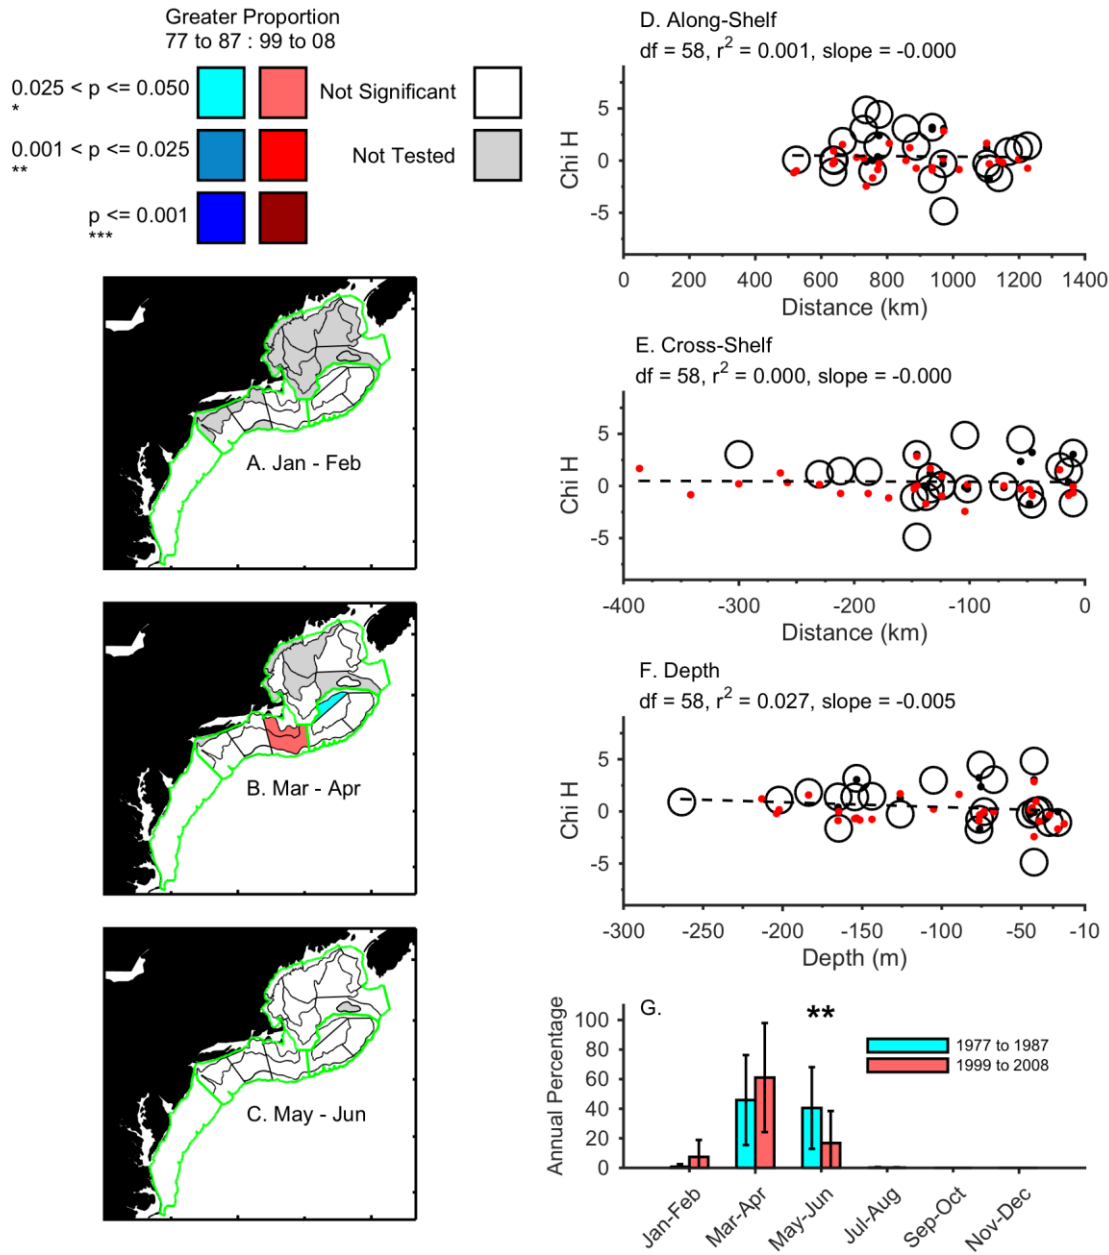 Greater Proportion
77 to 87 : 99 to 08
0.025 < p <= 0.050
*
Not Significant
0.001 < p <= 0.025
**
Not Tested
p <= 0.001
***
A. Jan - Feb
B. Mar - Apr
C. May - Jun
D. Along-Shelf
df = 58, r² = 0.001, slope = -0.000
Chi H
5
0
-5
0 200 400 600 800 1000 1200 1400
Distance (km)
E. Cross-Shelf
df = 58, r² = 0.000, slope = -0.000
Chi H
5
0
-5
-400 -300 -200 -100 0
Distance (km)
F. Depth
df = 58, r² = 0.027, slope = -0.005
Chi H
5
0
-5
-300 -250 -200 -150 -100 -50 -10
Depth (m)
G.
**
Annual Percentage
100
80
60
40
20
0
1977 to 1987
1999 to 2008
Jan-Feb
Mar-Apr
May-Jun
Jul-Aug
Sep-Oct
Nov-Dec